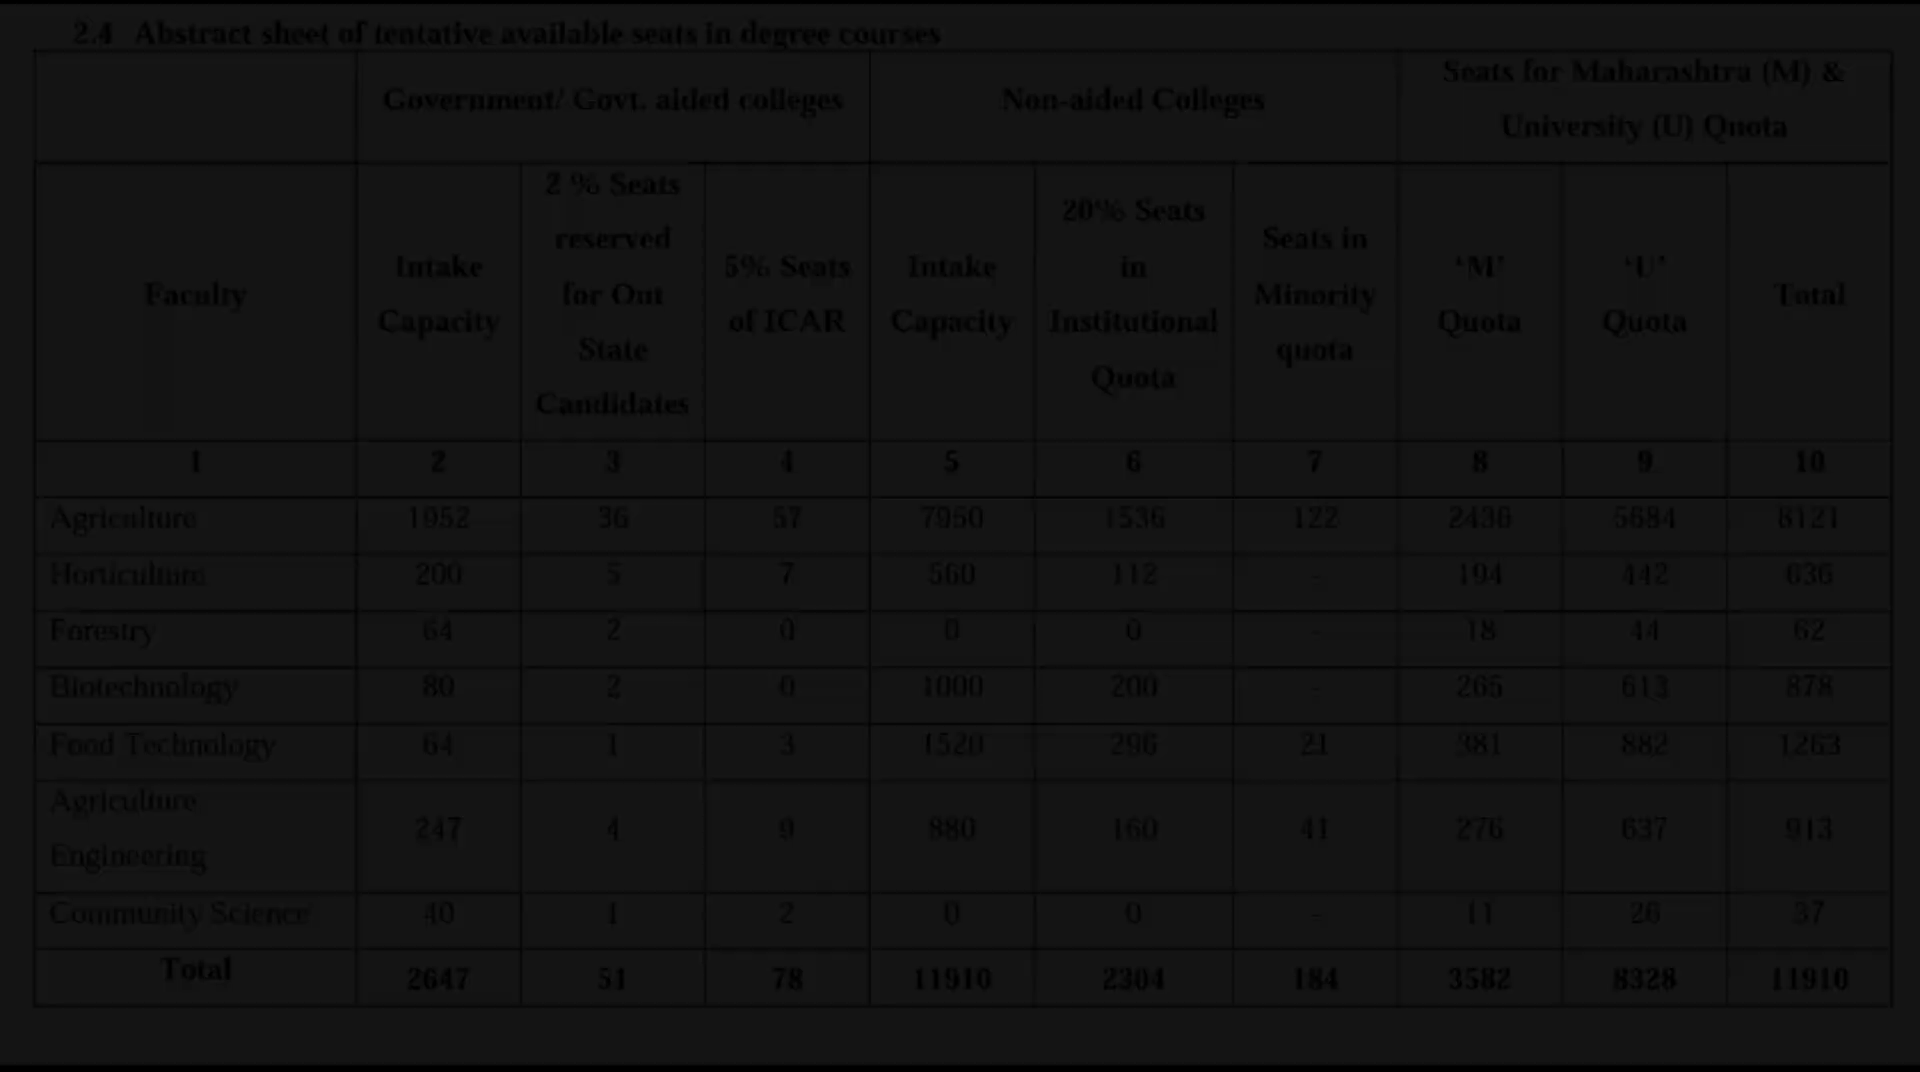 2.4 Abstract sheet of tentative available seats in degree courses
Government/ Govt. aided colleges
Non-aided Colleges
Seats for Maharashtra (M) &
University (U) Quota
Faculty
Intake
Capacity
2 % Seats
reserved
for Out
State
Candidates
5% Seats
of ICAR
Intake
Capacity
20% Seats
in
Institutional
Quota
Seats in
Minority
quota
‘M’
Quota
‘U’
Quota
Total
1 2 3 4 5 6 7 8 9 10
Agriculture 1952 36 57 7950 1536 122 2436 5684 8121
Horticulture 200 5 7 560 112 - 194 442 636
Forestry 64 2 0 0 0 - 18 44 62
Biotechnology 80 2 0 1000 200 - 265 613 878
Food Technology 64 1 3 1520 296 21 381 882 1263
Agriculture
Engineering 247 4 9 880 160 41 276 637 913
Community Science 40 1 2 0 0 - 11 26 37
Total 2647 51 78 11910 2304 184 3582 8328 11910